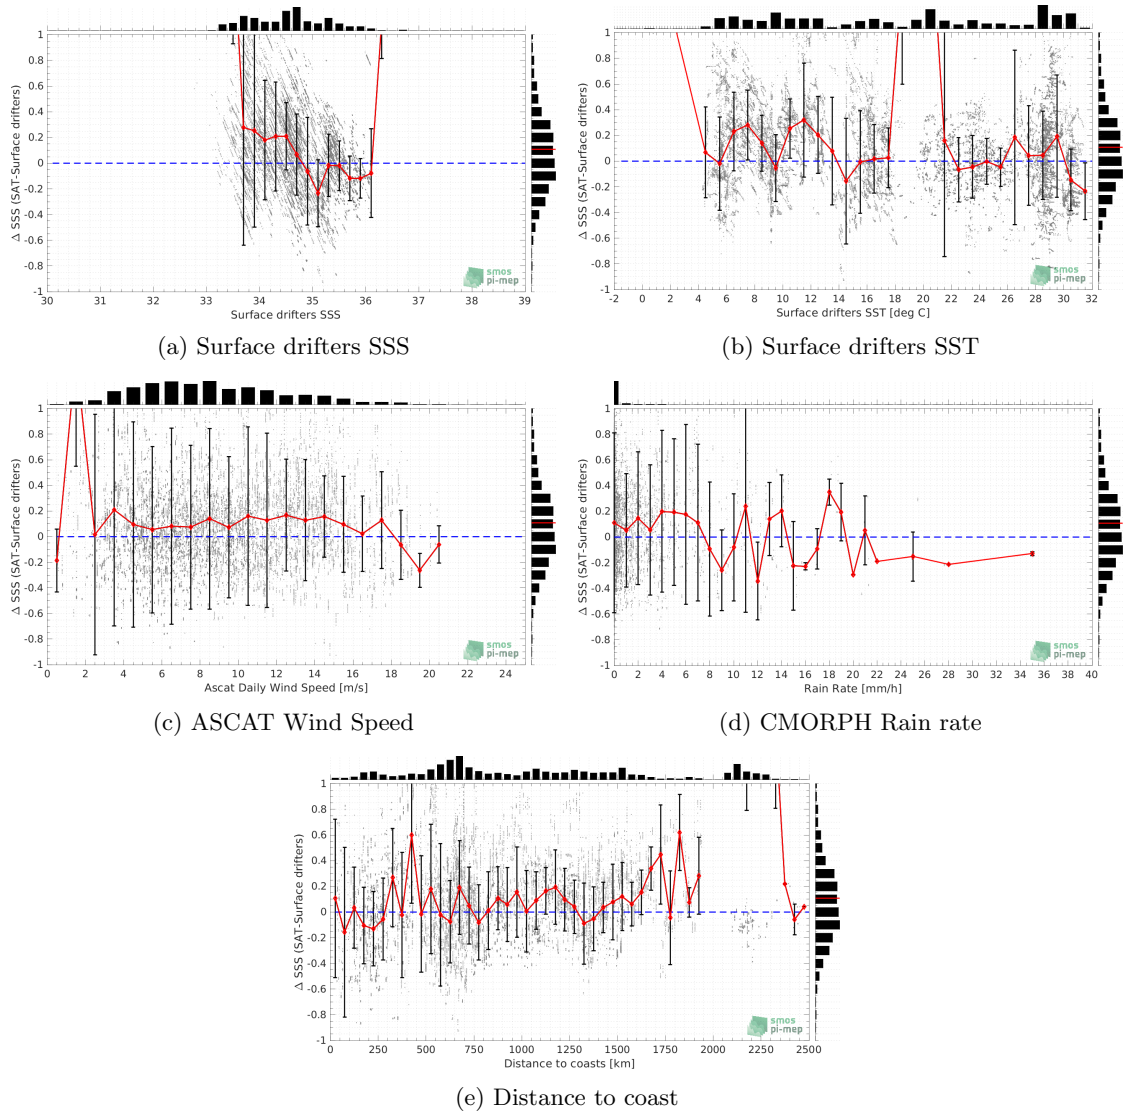 1
0.8
0.6
0.4
0.2
0
-0.2
-0.4
-0.6
-0.8
-1
Δ SSS (SAT-Surface drifters)
30 31 32 33 34 35 36 37 38 39
Surface drifters SSS
smos
pi-mep
(a) Surface drifters SSS
1
0.8
0.6
0.4
0.2
0
-0.2
-0.4
-0.6
-0.8
-1
Δ SSS (SAT-Surface drifters)
-2 0 2 4 6 8 10 12 14 16 18 20 22 24 26 28 30 32
Surface drifters SST [deg C]
smos
pi-mep
(b) Surface drifters SST
1
0.8
0.6
0.4
0.2
0
-0.2
-0.4
-0.6
-0.8
-1
Δ SSS (SAT-Surface drifters)
0 2 4 6 8 10 12 14 16 18 20 22 24
Ascat Daily Wind Speed [m/s]
smos
pi-mep
(c) ASCAT Wind Speed
1
0.8
0.6
0.4
0.2
0
-0.2
-0.4
-0.6
-0.8
-1
Δ SSS (SAT-Surface drifters)
0 2 4 6 8 10 12 14 16 18 20 22 24 26 28 30 32 34 36 38 40
Rain Rate [mm/h]
smos
pi-mep
(d) CMORPH Rain rate
1
0.8
0.6
0.4
0.2
0
-0.2
-0.4
-0.6
-0.8
-1
Δ SSS (SAT-Surface drifters)
0 250 500 750 1000 1250 1500 1750 2000 2250 2500
Distance to coasts [km]
smos
pi-mep
(e) Distance to coast